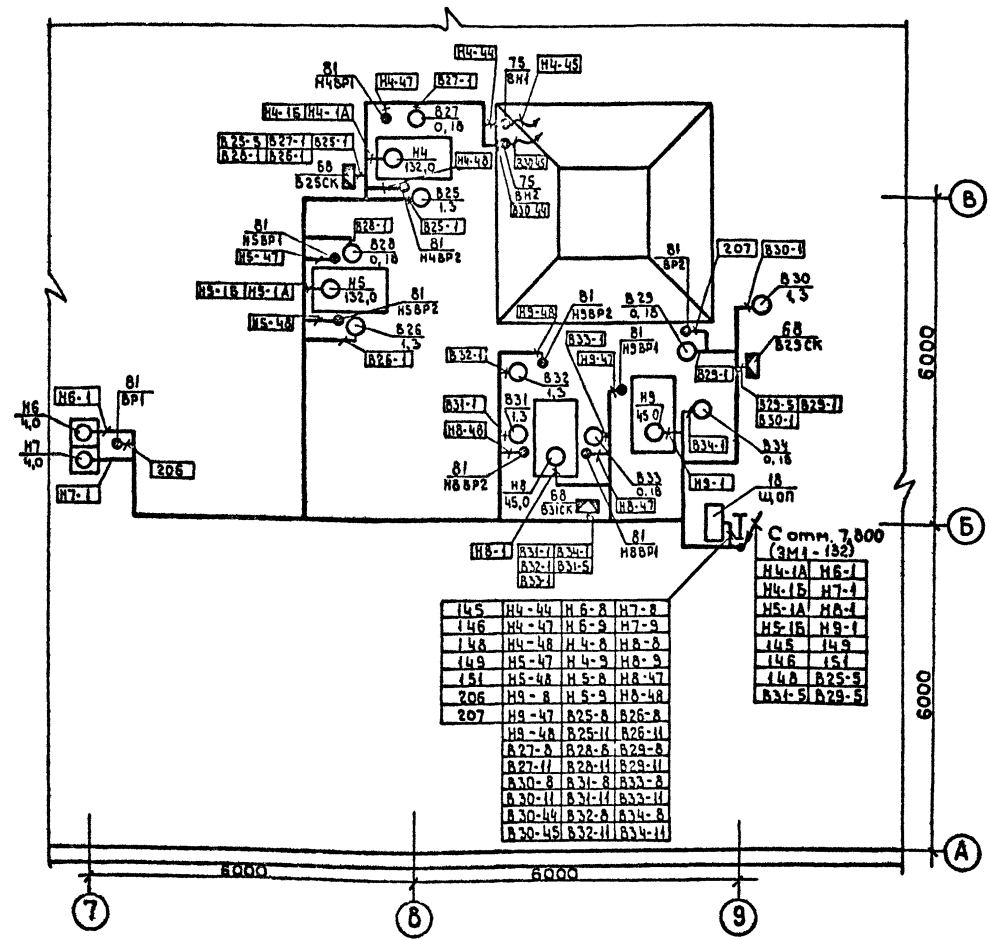 81
Н4ВР1
Н4-47
В27-1
Н4-44
75
ВН1
Н4-45
Н4-1Б Н4-1А
В27
0,18
В25-5 В27-1 В25-1
В28-1 В26-1
Н4
132,0
Н4-48
68
В25СК
75
ВН2
В30-44
В25
1,3
В25-1
81
Н4ВР2
81
Н5ВР1
В28-1
Н5-47
В28
0,18
Н5-1Б Н5-1А
Н5
132,0
81
Н5ВР2
Н5-48
В26
1,3
В26-1
81
ВР2
207
В30-1
В30
1,3
В29
0,18
68
В29СК
В29-1
В29-5 В29-1
В30-1
Н9-48
81
Н9ВР2
В33-1
Н9-47
81
Н9ВР1
В32-1
В32
1,3
Н9
45,0
В31-1
В31
1,3
Н8-48
81
Н8ВР2
Н8
45,0
В33
0,18
Н8-47
81
Н8ВР1
68
В31СК
Н8-1
В31-1 В34-1
В32-1 В31-5
В33-1
В34-1
В34
0,18
Н9-1
18
ЩОП
Н6-1
81
ВР1
Н6
4,0
Н7
4,0
206
Н7-1
С отм. 7,800
(ЭМ1-132)
Н4-1А Н6-1
Н4-1Б Н7-1
Н5-1А Н8-1
Н5-1Б Н9-1
145 149
146 151
148 В25-5
В31-5 В29-5
145 Н4-44 Н6-8 Н7-8
146 Н4-47 Н6-9 Н7-9
148 Н4-48 Н4-8 Н8-8
149 Н5-47 Н4-9 Н8-9
151 Н5-48 Н5-8 Н8-47
206 Н9-8 Н5-9 Н8-48
207 Н9-47 В25-8 В26-8
Н9-48 В25-11 В26-11
В27-8 В28-8 В29-8
В27-11 В28-11 В29-11
В30-8 В31-8 В33-8
В30-11 В31-11 В33-11
В30-44 В32-8 В34-8
В30-45 В32-11 В34-11
В
6000
Б
6000
А
6000
6000
7
8
9